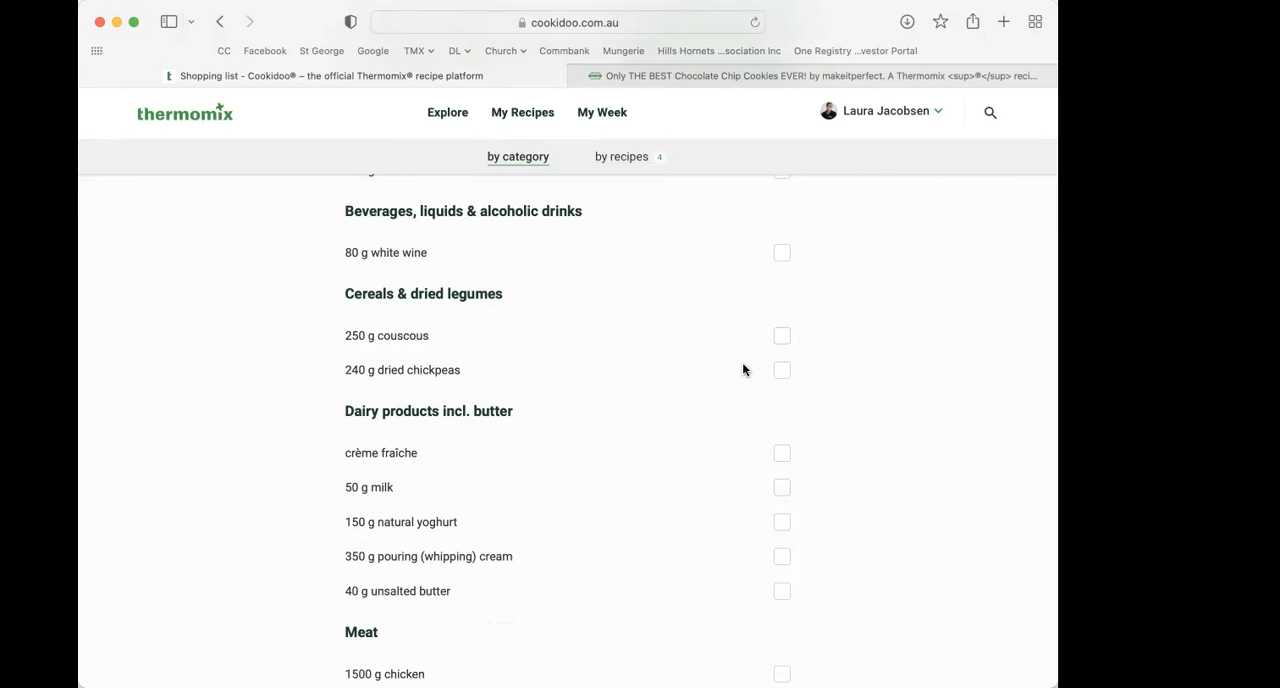 cookidoo.com.au
CC Facebook St George Google TMX DL Church Commbank Mungerie Hills Hornets ...sociation Inc One Registry ...vestor Portal
Shopping list - Cookidoo® – the official Thermomix® recipe platform
Only THE BEST Chocolate Chip Cookies EVER! by makeitperfect. A Thermomix <sup>®</sup> reci...
thermomix
Explore My Recipes My Week
Laura Jacobsen
by category by recipes 4
Beverages, liquids & alcoholic drinks
80 g white wine
Cereals & dried legumes
250 g couscous
240 g dried chickpeas
Dairy products incl. butter
crème fraîche
50 g milk
150 g natural yoghurt
350 g pouring (whipping) cream
40 g unsalted butter
Meat
1500 g chicken